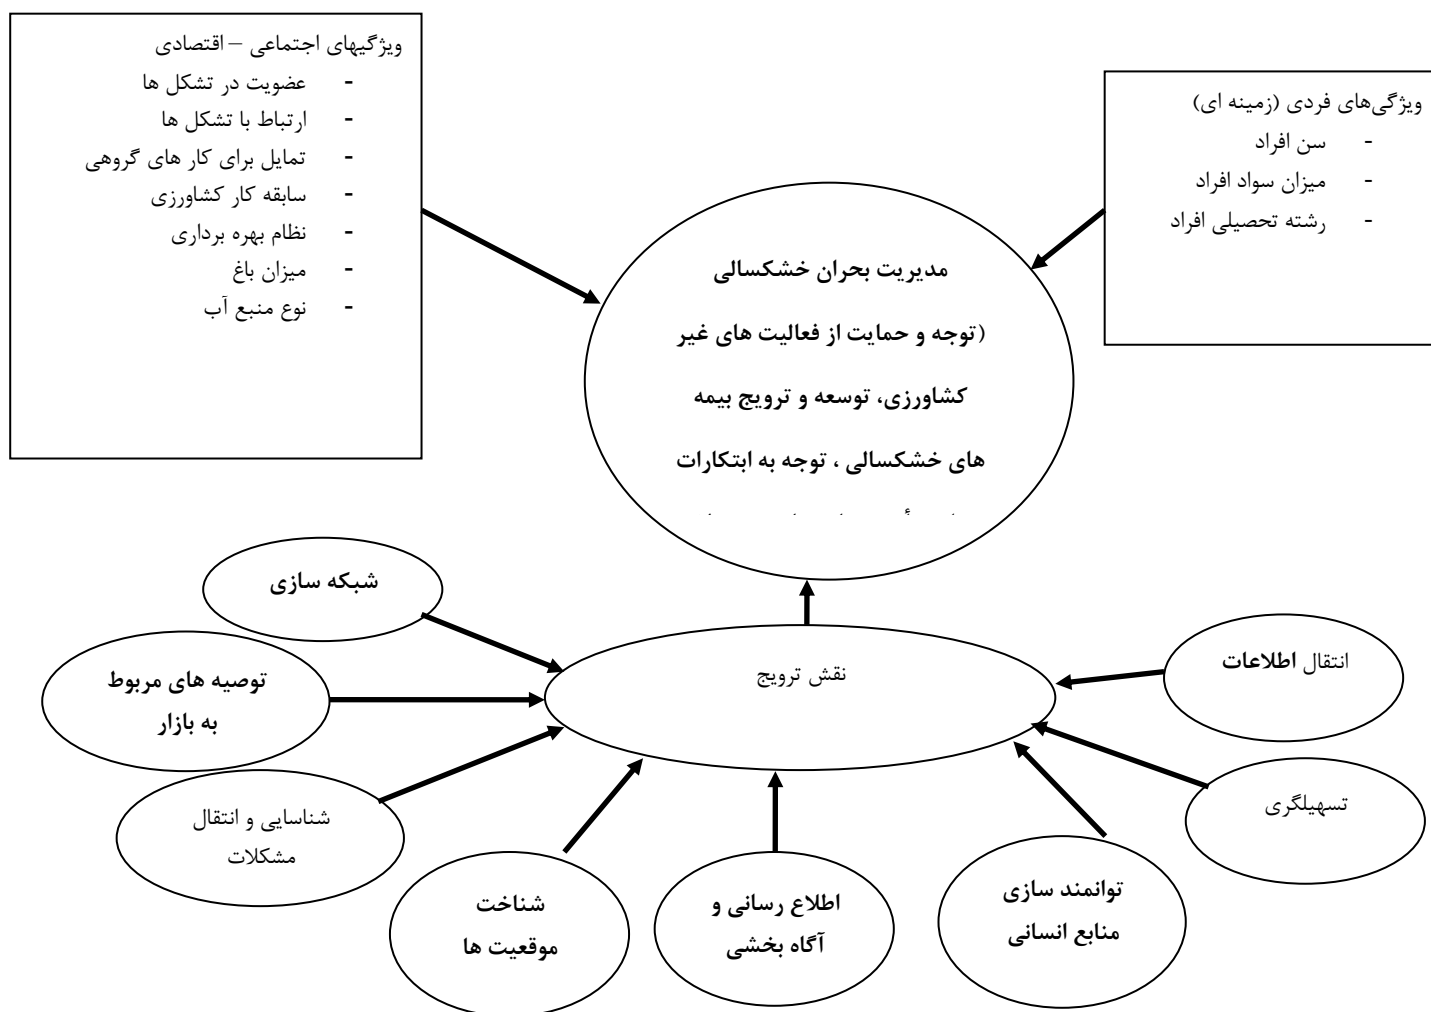 ویژگیهای اجتماعی – اقتصادی
- عضویت در تشکل ها
- ارتباط با تشکل ها
- تمایل برای کار های گروهی
- سابقه کار کشاورزی
- نظام بهره برداری
- میزان باغ
- نوع منبع آب
ویژگی‌های فردی (زمینه ای)
- سن افراد
- میزان سواد افراد
- رشته تحصیلی افراد
مدیریت بحران خشکسالی
(توجه و حمایت از فعالیت های غیر
کشاورزی، توسعه و ترویج بیمه
های خشکسالی ، توجه به ابتکارات
شبکه سازی
توصیه های مربوط
به بازار
شناسایی و انتقال
مشکلات
شناخت
موقعیت ها
اطلاع رسانی و
آگاه بخشی
توانمند سازی
منابع انسانی
تسهیلگری
انتقال اطلاعات
نقش ترویج